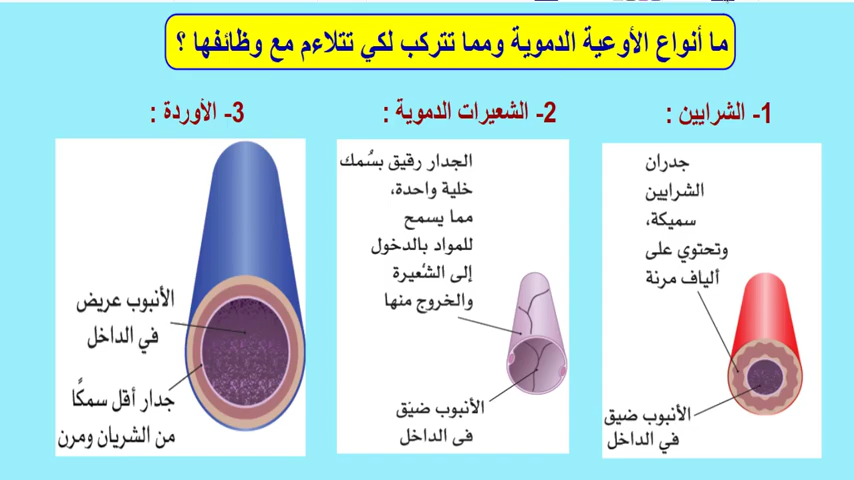 ما أنواع الأوعية الدموية ومما تتركب لكي تتلاءم مع وظائفها ؟
1- الشرايين :
جدران
الشرايين
سميكة،
وتحتوي على
ألياف مرنة
الأنبوب ضيق
في الداخل
2- الشعيرات الدموية :
الجدار رقيق بسُمك
خلية واحدة،
مما يسمح
للمواد بالدخول
إلى الشُعيرة
والخروج منها
الأنبوب ضيّق
فى الداخل
3- الأوردة :
الأنبوب عريض
في الداخل
جدار أقل سمكًا
من الشريان ومرن